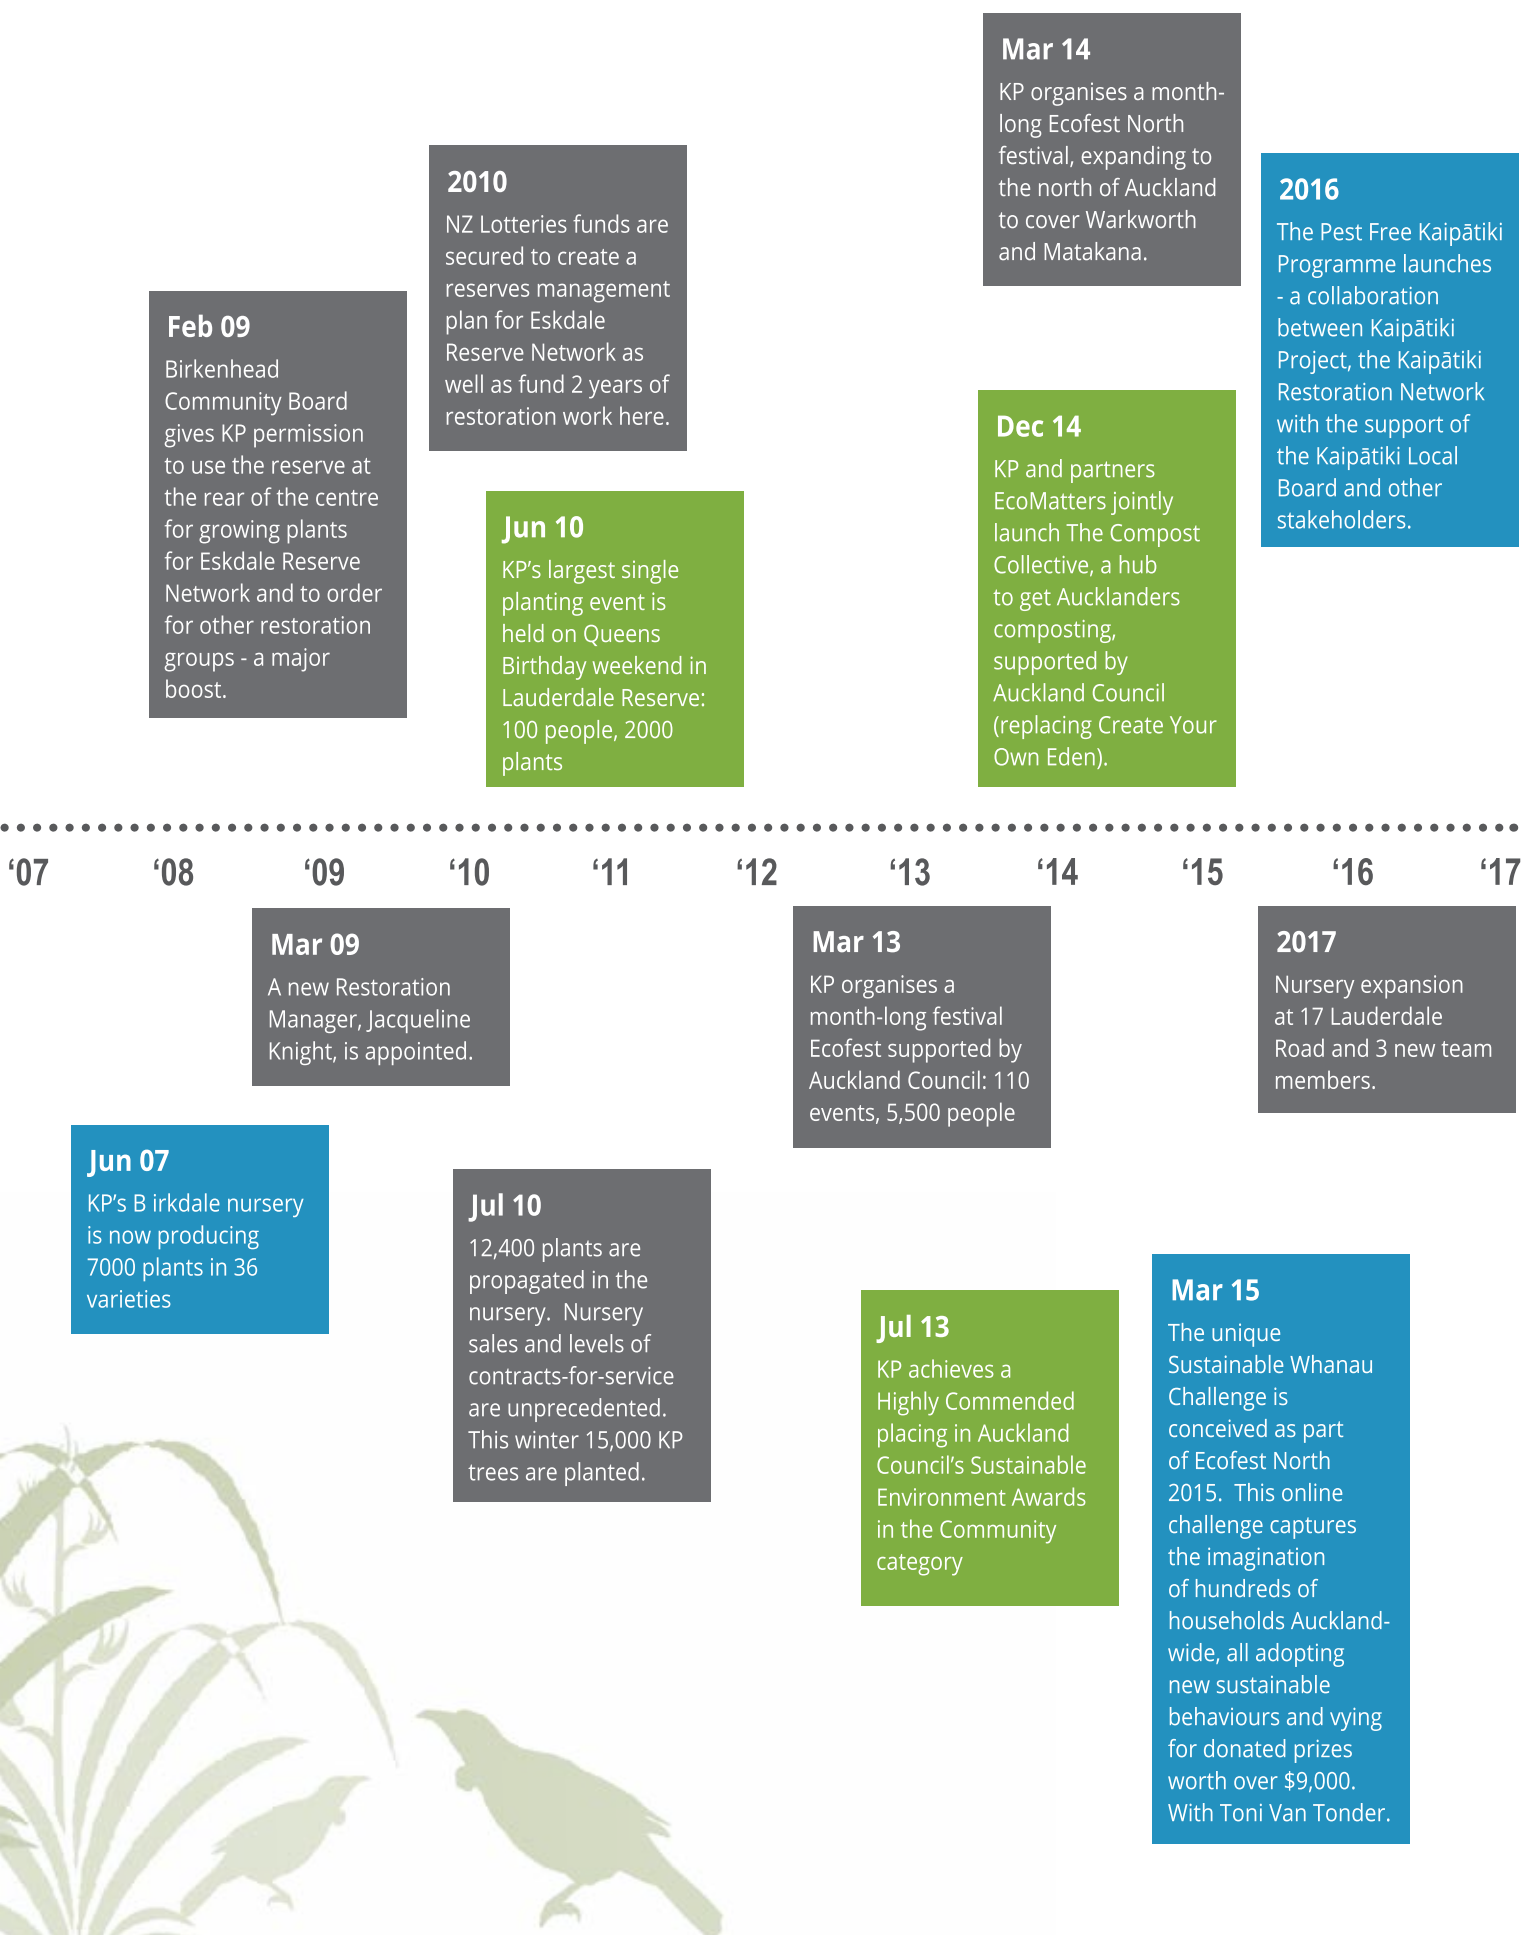 Mar 14
KP organises a month-
long Ecofest North
festival, expanding to
the north of Auckland
to cover Warkworth
and Matakana.
2010
NZ Lotteries funds are
secured to create a
reserves management
plan for Eskdale
Reserve Network as
well as fund 2 years of
restoration work here.
2016
The Pest Free Kaipātiki
Programme launches
- a collaboration
between Kaipātiki
Project, the Kaipātiki
Restoration Network
with the support of
the Kaipātiki Local
Board and other
stakeholders.
Feb 09
Birkenhead
Community Board
gives KP permission
to use the reserve at
the rear of the centre
for growing plants
for Eskdale Reserve
Network and to order
for other restoration
groups - a major
boost.
Dec 14
KP and partners
EcoMatters jointly
launch The Compost
Collective, a hub
to get Aucklanders
composting,
supported by
Auckland Council
(replacing Create Your
Own Eden).
Jun 10
KP’s largest single
planting event is
held on Queens
Birthday weekend in
Lauderdale Reserve:
100 people, 2000
plants
‘07 ‘08 ‘09 ‘10 ‘11 ‘12 ‘13 ‘14 ‘15 ‘16 ‘17
Mar 09
A new Restoration
Manager, Jacqueline
Knight, is appointed.
Mar 13
KP organises a
month-long festival
Ecofest supported by
Auckland Council: 110
events, 5,500 people
2017
Nursery expansion
at 17 Lauderdale
Road and 3 new team
members.
Jun 07
KP’s B irkdale nursery
is now producing
7000 plants in 36
varieties
Jul 10
12,400 plants are
propagated in the
nursery.  Nursery
sales and levels of
contracts-for-service
are unprecedented.
This winter 15,000 KP
trees are planted.
Jul 13
KP achieves a
Highly Commended
placing in Auckland
Council’s Sustainable
Environment Awards
in the Community
category
Mar 15
The unique
Sustainable Whanau
Challenge is
conceived as part
of Ecofest North
2015.  This online
challenge captures
the imagination
of hundreds of
households Auckland-
wide, all adopting
new sustainable
behaviours and vying
for donated prizes
worth over $9,000.
With Toni Van Tonder.